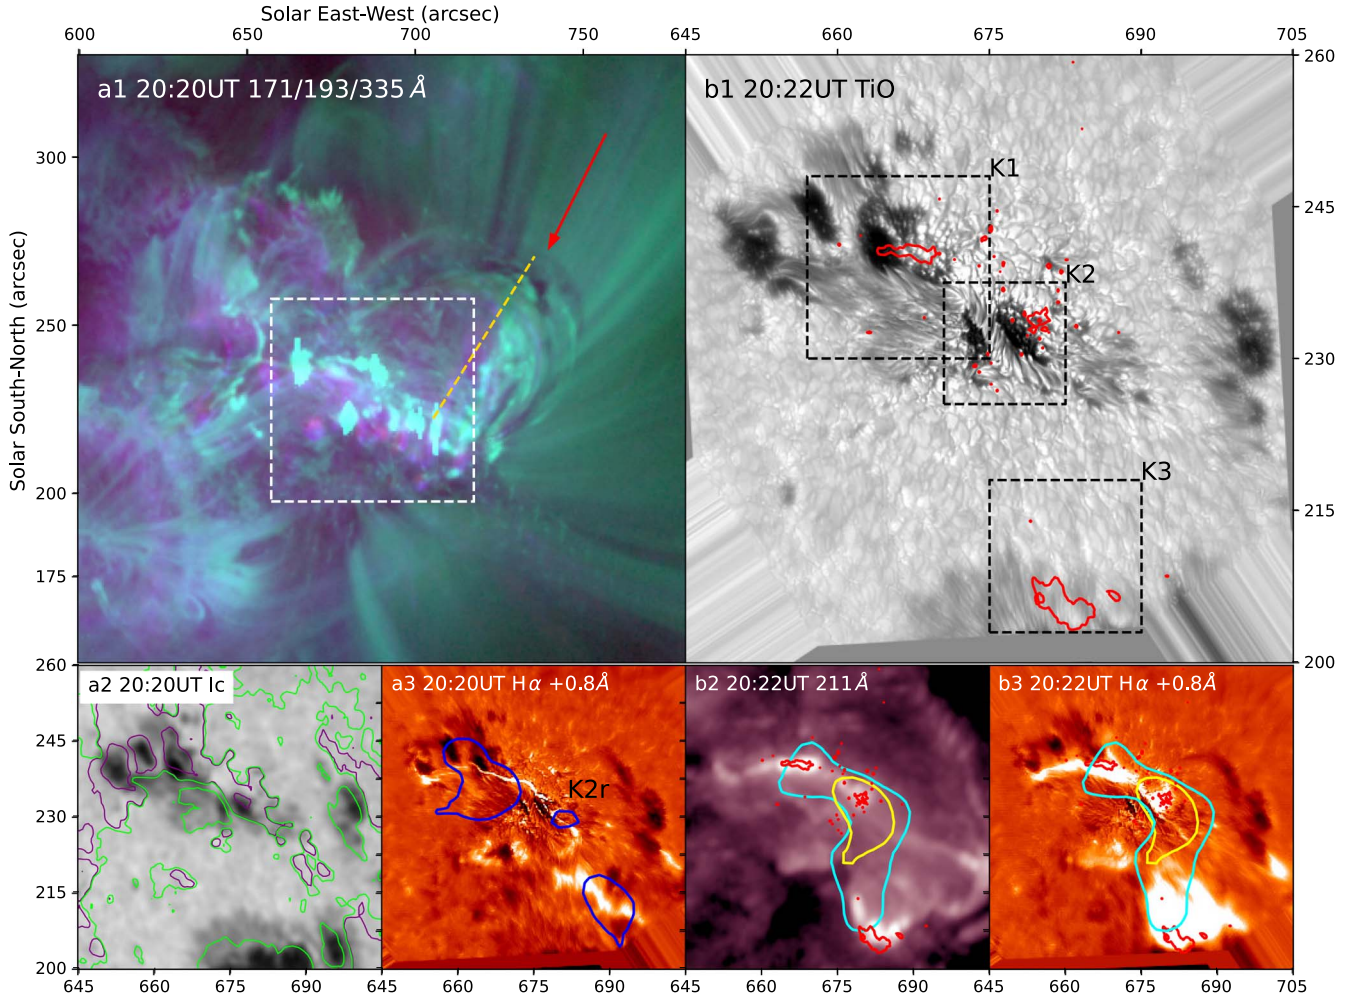 Solar East-West (arcsec)
600 650 700 750 645 660 675 690 705
a1 20:20UT 171/193/335 Å
b1 20:22UT TiO
260
300
K1
245
K2
250
230
K3
200
215
175
Solar South-North (arcsec)
200
260
a2 20:20UT Ic
a3 20:20UT Hα +0.8Å
b2 20:22UT 211Å
b3 20:22UT Hα +0.8Å
245
K2r
230
215
200
645 660 675 690 645 660 675 690 645 660 675 690 645 660 675 690 705